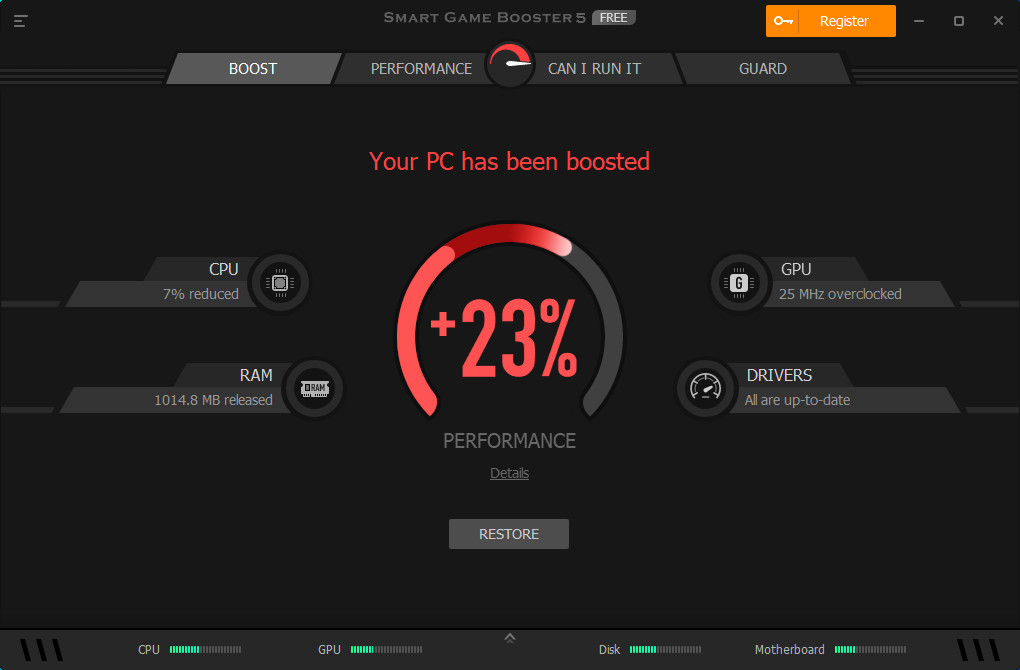 SMART GAME BOOSTER 5 FREE
Register
BOOST
PERFORMANCE
CAN I RUN IT
GUARD
Your PC has been boosted
CPU
7% reduced
RAM
1014.8 MB released
+23%
PERFORMANCE
Details
RESTORE
GPU
G
25 MHz overclocked
DRIVERS
All are up-to-date
RAM
CPU
GPU
Disk
Motherboard